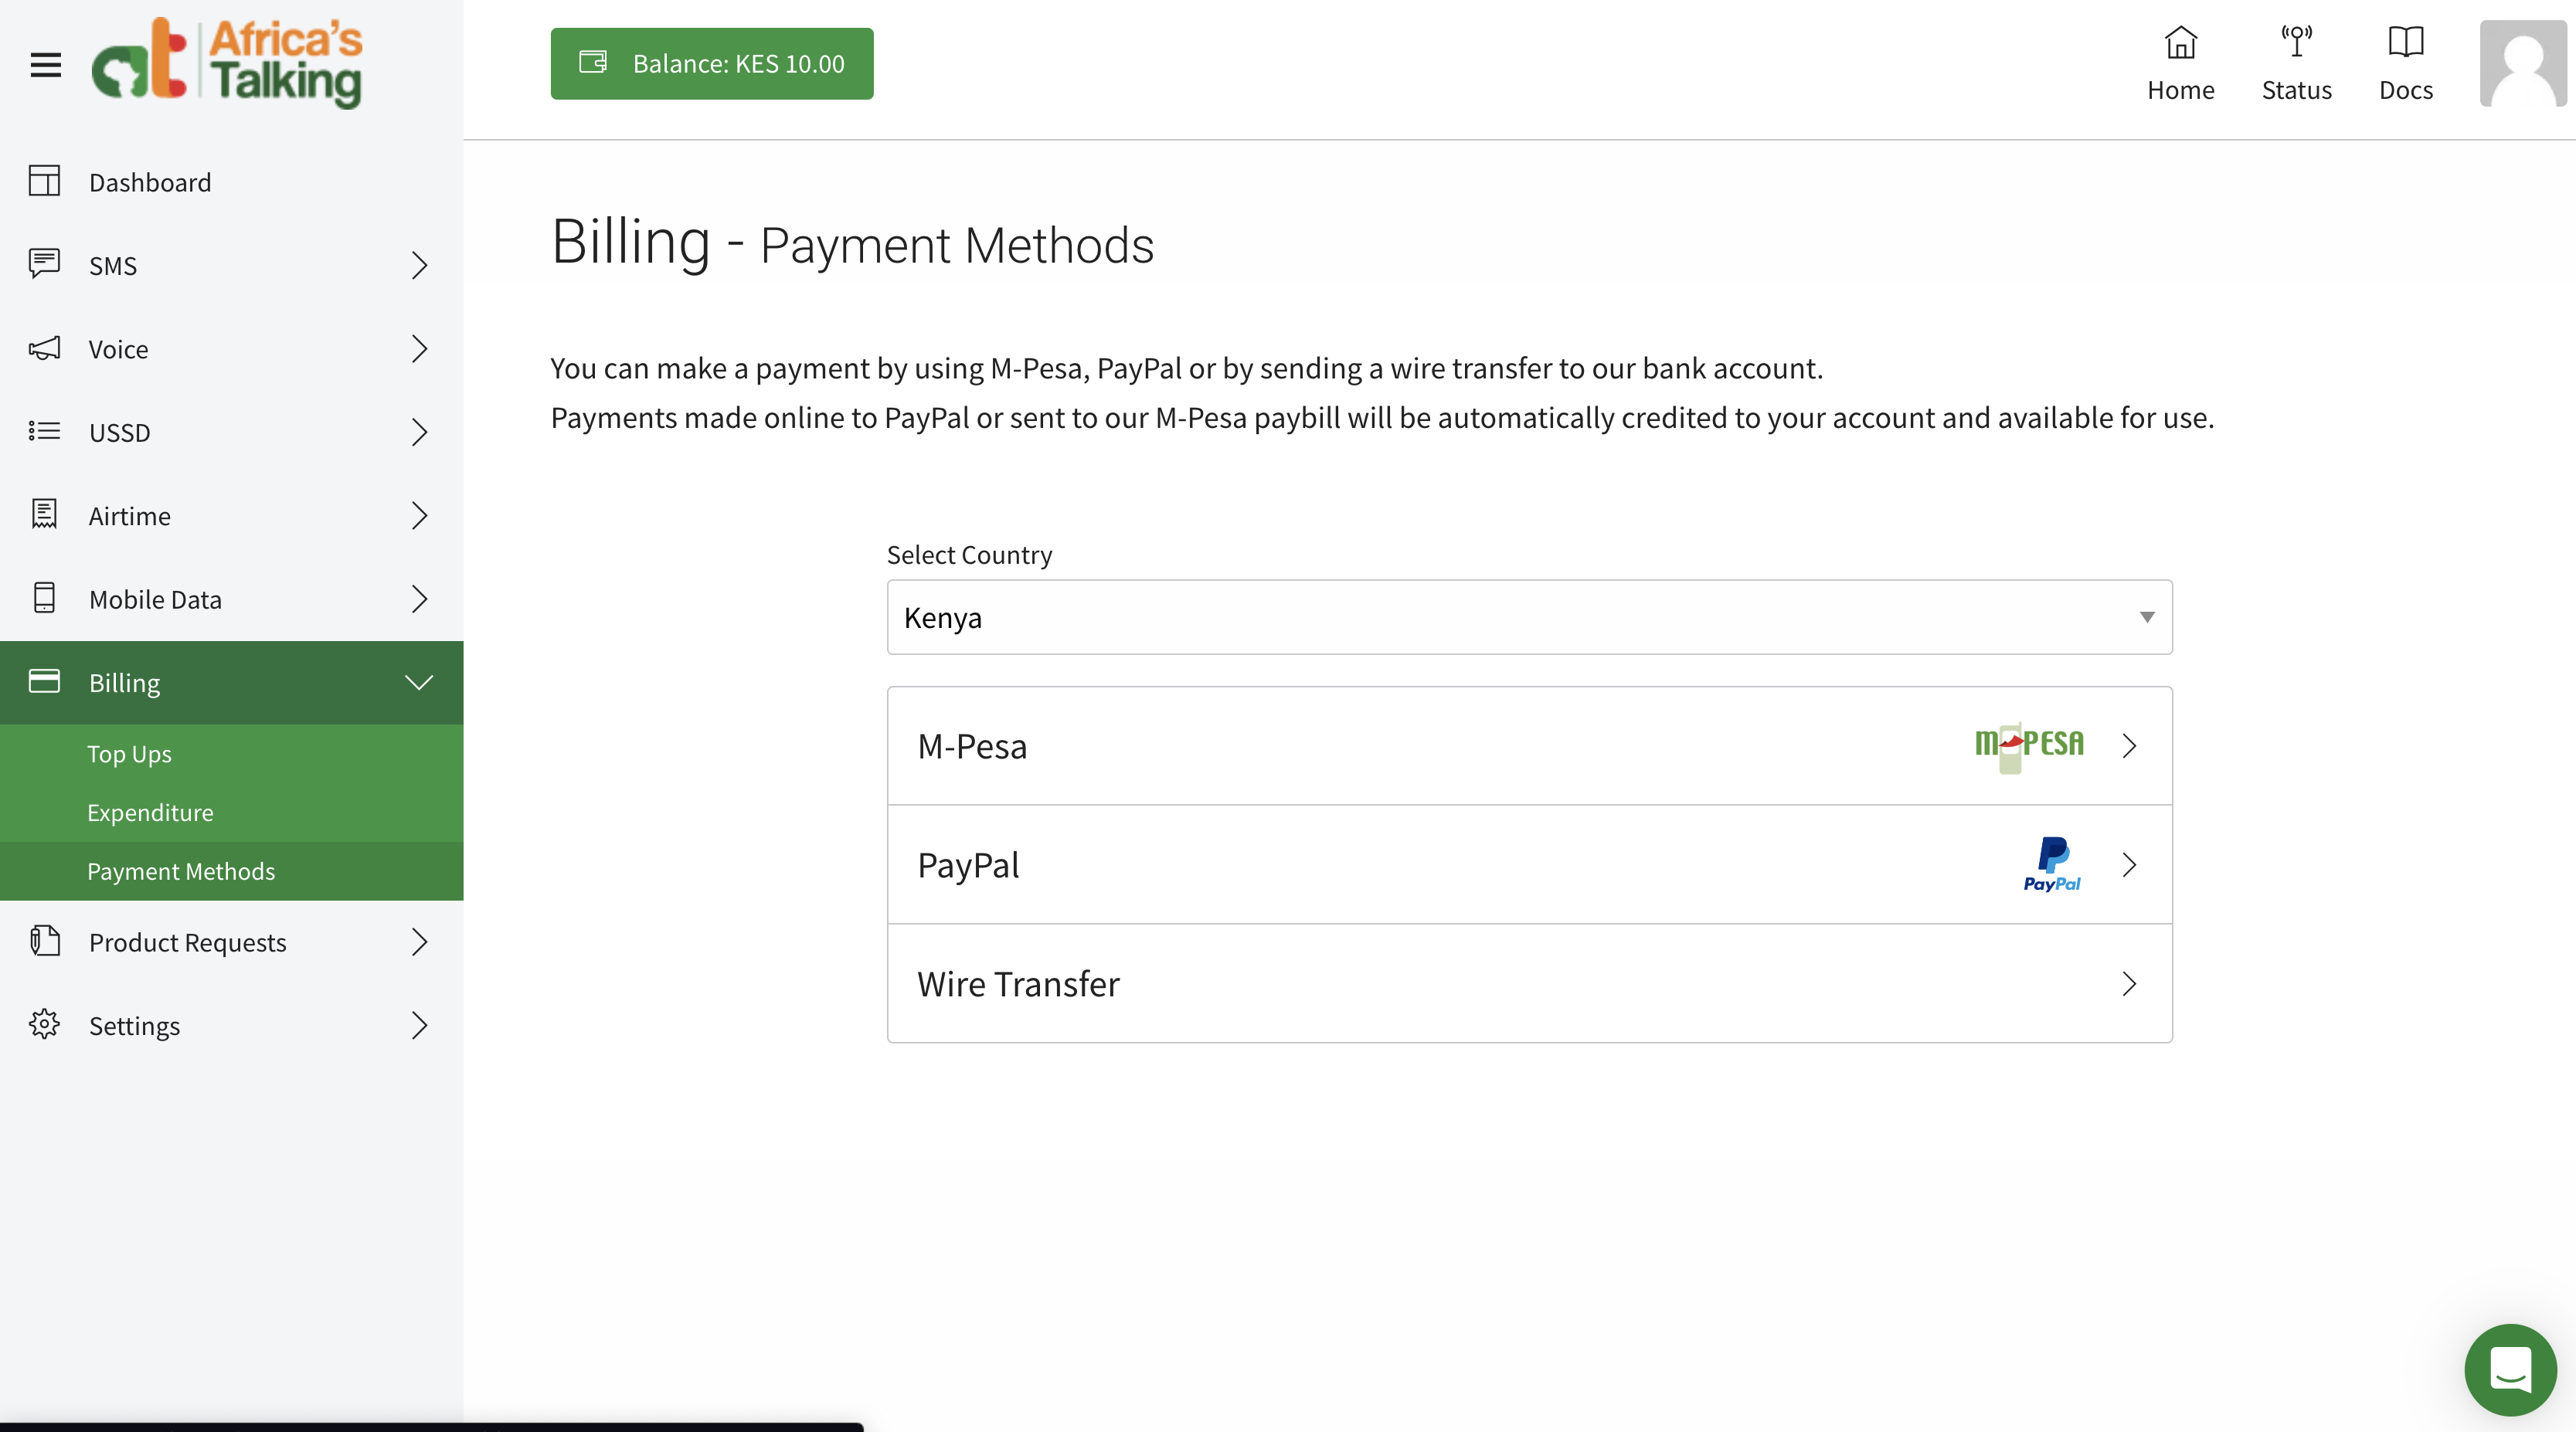 Africa's
Talking
Balance: KES 10.00
Home
Status
Docs
Dashboard
SMS
Voice
USSD
Airtime
Mobile Data
Billing
Top Ups
Expenditure
Payment Methods
Product Requests
Settings
Billing - Payment Methods
You can make a payment by using M-Pesa, PayPal or by sending a wire transfer to our bank account.
Payments made online to PayPal or sent to our M-Pesa paybill will be automatically credited to your account and available for use.
Select Country
Kenya
M-Pesa
M PESA
PayPal
PayPal
Wire Transfer